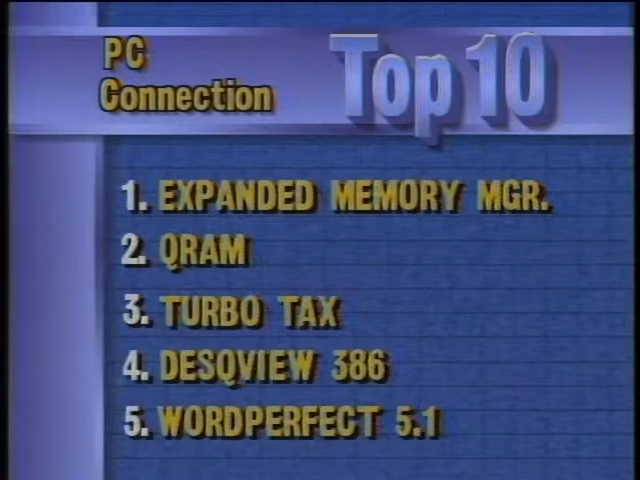 PC
Connection
Top 10
1. EXPANDED MEMORY MGR.
2. QRAM
3. TURBO TAX
4. DESQVIEW 386
5. WORDPERFECT 5.1